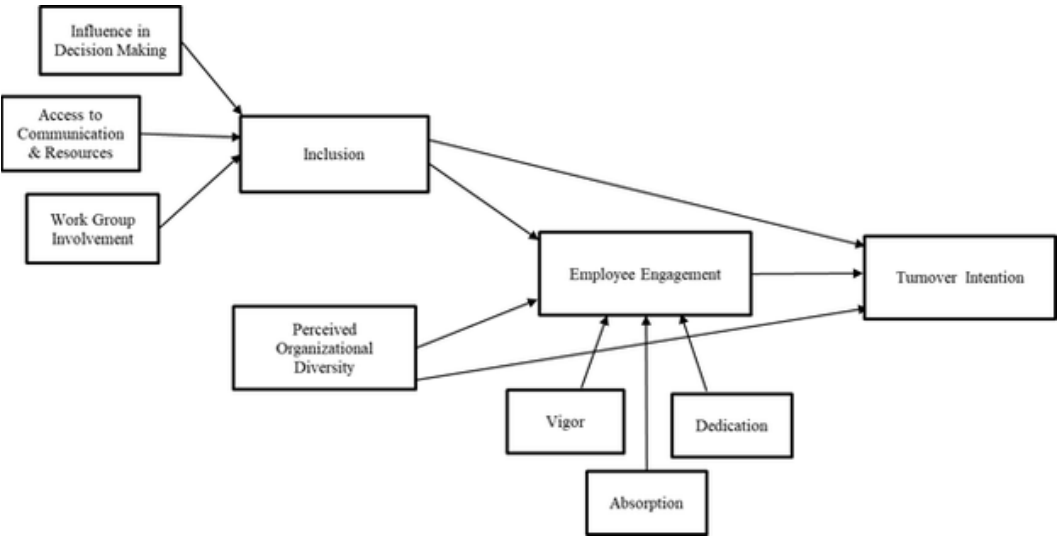 Influence in
Decision Making
Access to
Communication
& Resources
Work Group
Involvement
Inclusion
Employee Engagement
Turnover Intention
Perceived
Organizational
Diversity
Vigor
Dedication
Absorption